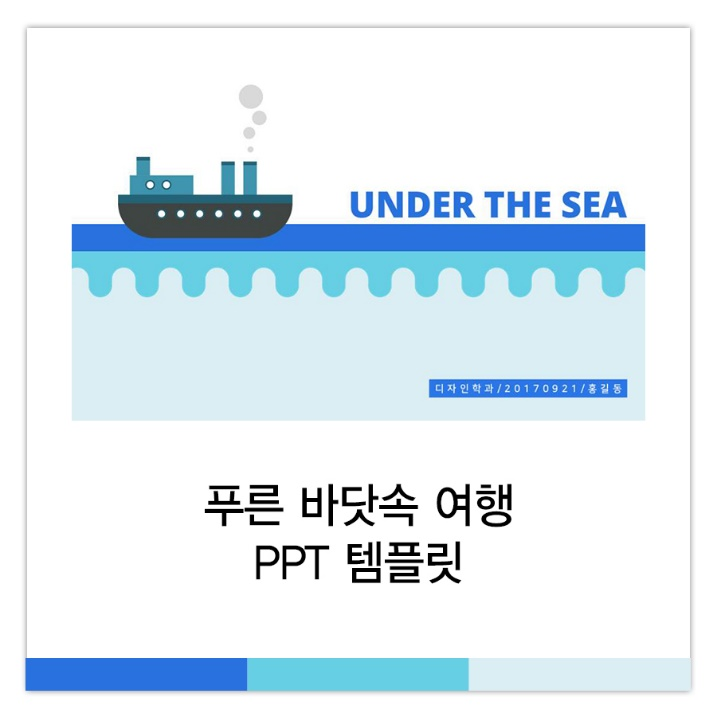 UNDER THE SEA
디자인학과/20170921/홍길동
푸른 바닷속 여행
PPT 템플릿